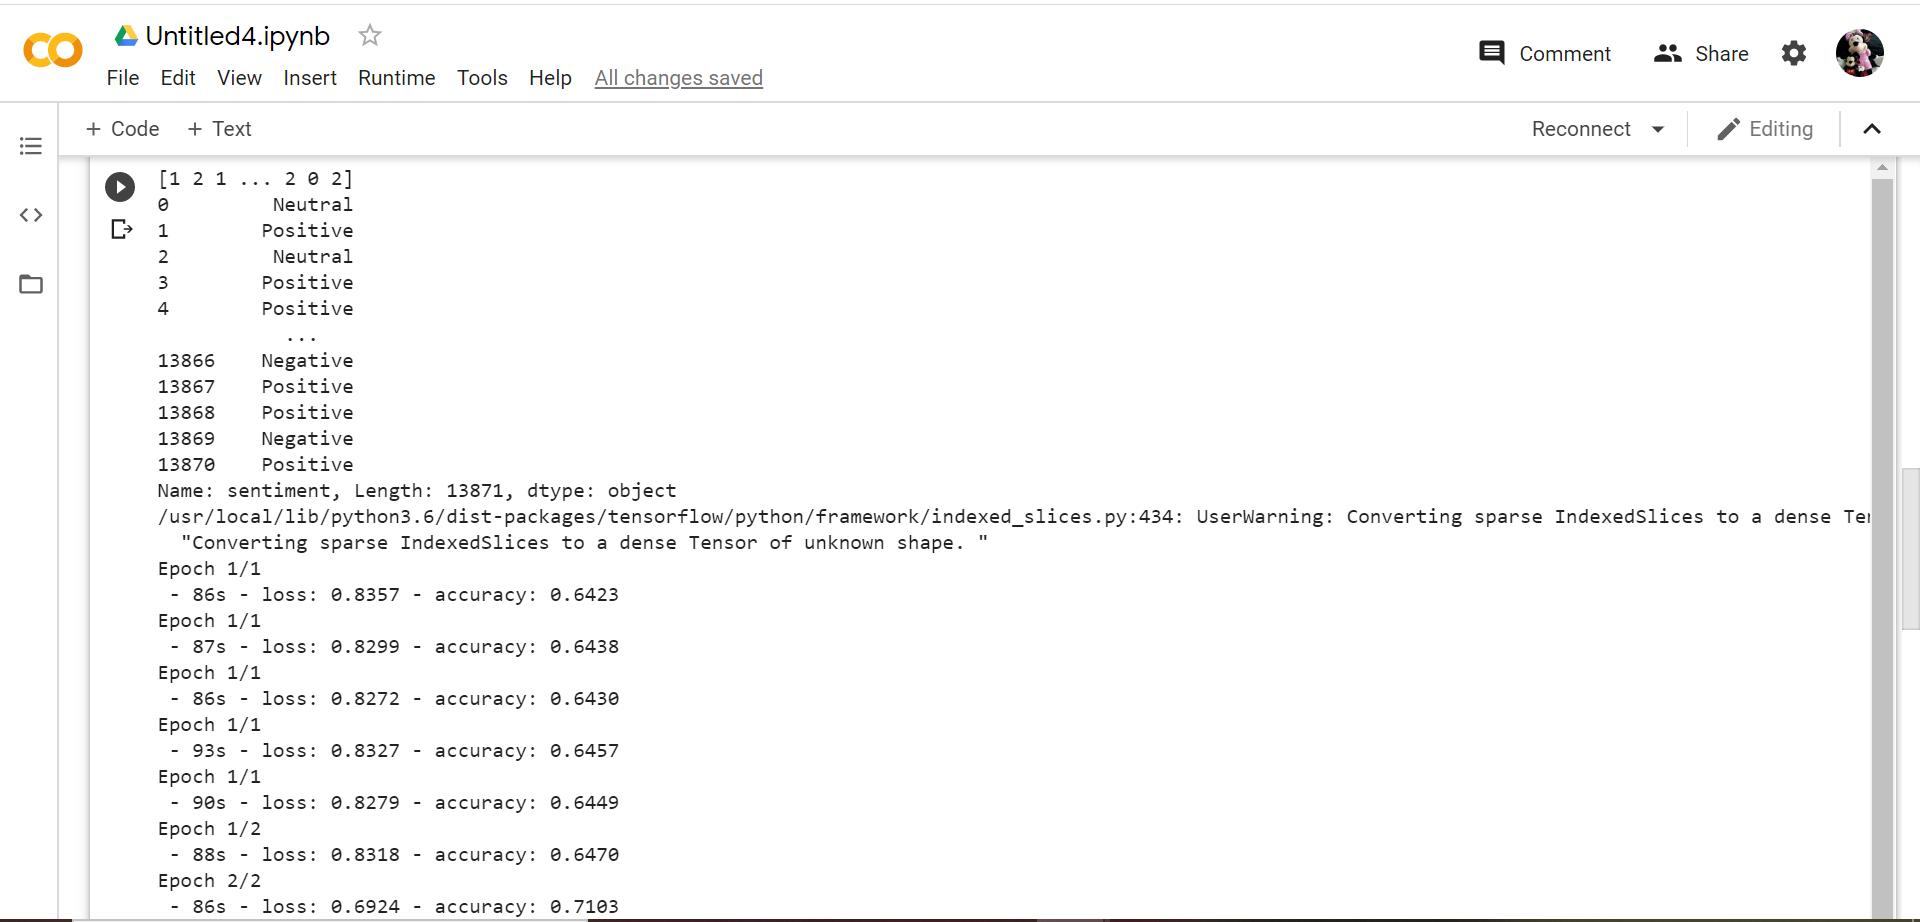 Untitled4.ipynb
File Edit View Insert Runtime Tools Help All changes saved
Comment Share
+ Code + Text
Reconnect Editing
[1 2 1 ... 2 0 2]
0 Neutral
1 Positive
2 Neutral
3 Positive
4 Positive
...
13866 Negative
13867 Positive
13868 Positive
13869 Negative
13870 Positive
Name: sentiment, Length: 13871, dtype: object
/usr/local/lib/python3.6/dist-packages/tensorflow/python/framework/indexed_slices.py:434: UserWarning: Converting sparse IndexedSlices to a dense
"Converting sparse IndexedSlices to a dense Tensor of unknown shape. "
Epoch 1/1
- 86s - loss: 0.8357 - accuracy: 0.6423
Epoch 1/1
- 87s - loss: 0.8299 - accuracy: 0.6438
Epoch 1/1
- 86s - loss: 0.8272 - accuracy: 0.6430
Epoch 1/1
- 93s - loss: 0.8327 - accuracy: 0.6457
Epoch 1/1
- 90s - loss: 0.8279 - accuracy: 0.6449
Epoch 1/2
- 88s - loss: 0.8318 - accuracy: 0.6470
Epoch 2/2
- 86s - loss: 0.6924 - accuracy: 0.7103